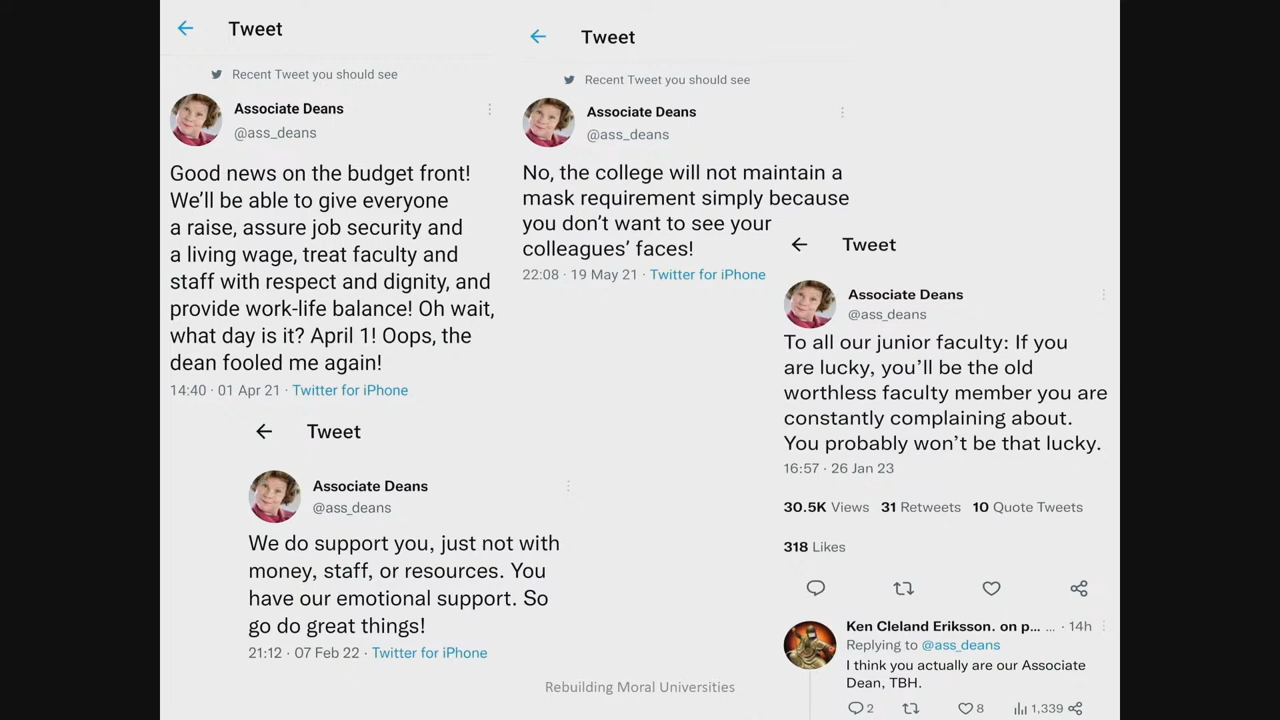 Tweet
Recent Tweet you should see
Associate Deans
@ass_deans
Good news on the budget front!
We'll be able to give everyone
a raise, assure job security and
a living wage, treat faculty and
staff with respect and dignity, and
provide work-life balance! Oh wait,
what day is it? April 1! Oops, the
dean fooled me again!
14:40 · 01 Apr 21 · Twitter for iPhone
Tweet
Recent Tweet you should see
Associate Deans
@ass_deans
No, the college will not maintain a
mask requirement simply because
you don't want to see your
colleagues' faces!
22:08 · 19 May 21 · Twitter for iPhone
Tweet
Associate Deans
@ass_deans
We do support you, just not with
money, staff, or resources. You
have our emotional support. So
go do great things!
21:12 · 07 Feb 22 · Twitter for iPhone
Tweet
Associate Deans
@ass_deans
To all our junior faculty: If you
are lucky, you'll be the old
worthless faculty member you are
constantly complaining about.
You probably won't be that lucky.
16:57 · 26 Jan 23
30.5K Views 31 Retweets 10 Quote Tweets
318 Likes
Ken Cleland Eriksson. on p... ... · 14h
Replying to @ass_deans
I think you actually are our Associate
Dean, TBH.
2 8 1,339
Rebuilding Moral Universities